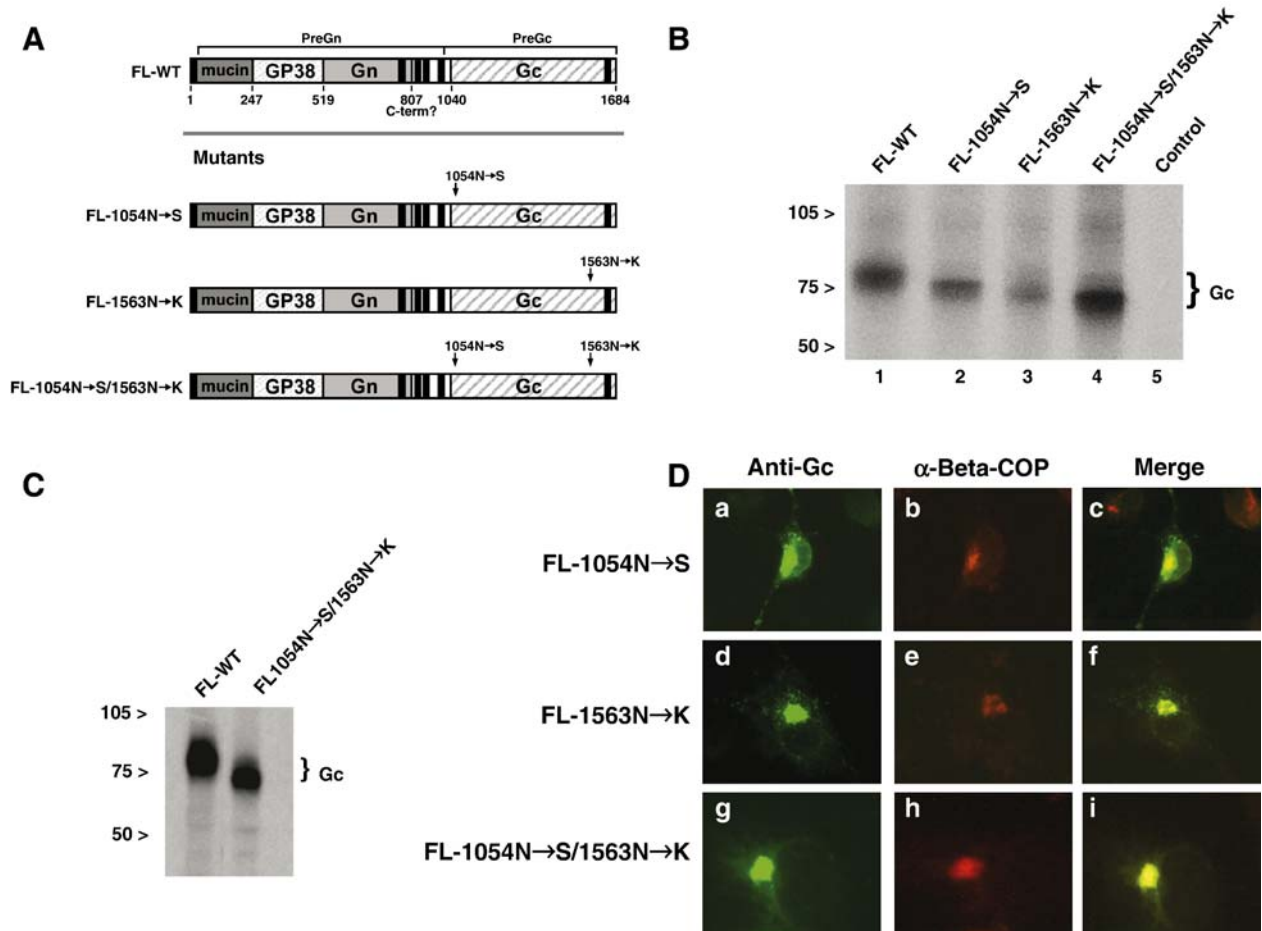 A
PreGn PreGc
FL-WT mucin GP38 Gn Gc
1 247 519 807 1040 1684
C-term?
Mutants
1054N→S
FL-1054N→S mucin GP38 Gn Gc
1563N→K
FL-1563N→K mucin GP38 Gn Gc
1054N→S 1563N→K
FL-1054N→S/1563N→K mucin GP38 Gn Gc
B
FL-WT
FL-1054N→S
FL-1563N→K
FL-1054N→S/1563N→K
Control
105 >
75 >
50 >
} Gc
1 2 3 4 5
C
FL-WT
FL1054N→S/1563N→K
105 >
75 >
50 >
} Gc
D
Anti-Gc α-Beta-COP Merge
FL-1054N→S a b c
FL-1563N→K d e f
FL-1054N→S/1563N→K g h i